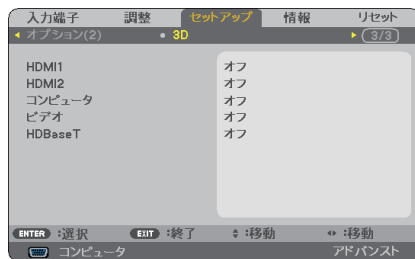 入力端子 調整 セットアップ 情報 リセット
オプション(2) 3D 3/3
HDMI1 オフ
HDMI2 オフ
コンピュータ オフ
ビデオ オフ
HDBaseT オフ
ENTER :選択 EXIT :終了 :移動 :移動
コンピュータ アドバンスト